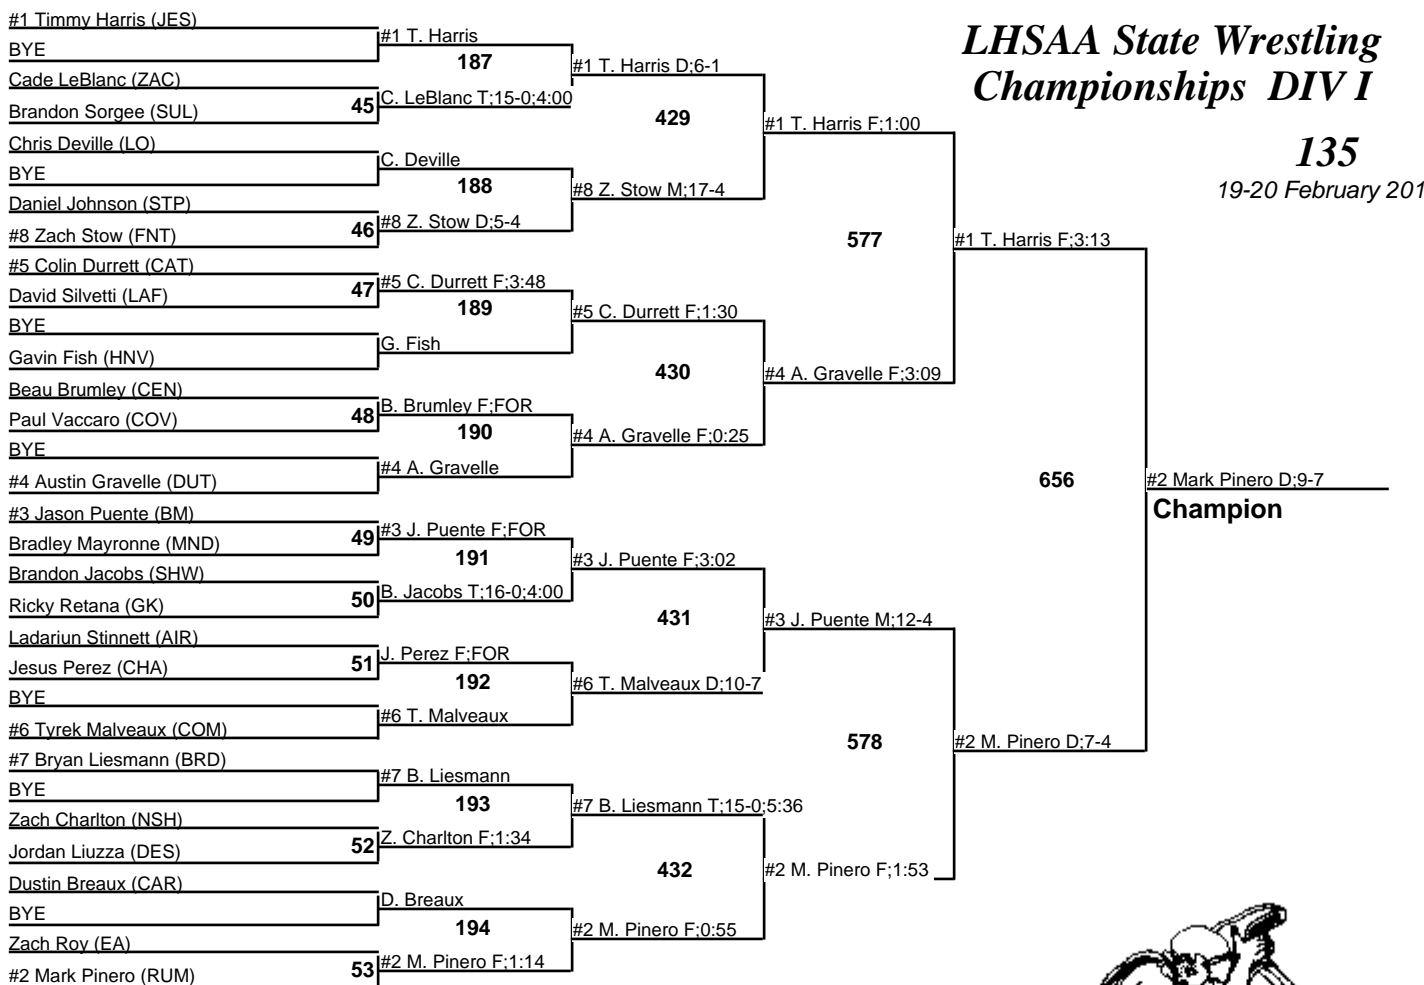 #1 Timmy Harris (JES)
BYE
Cade LeBlanc (ZAC)
Brandon Sorgee (SUL)
Chris Deville (LO)
BYE
Daniel Johnson (STP)
#8 Zach Stow (FNT)
#5 Colin Durrett (CAT)
David Silvetti (LAF)
BYE
Gavin Fish (HNV)
Beau Brumley (CEN)
Paul Vaccaro (COV)
BYE
#4 Austin Gravelle (DUT)
#3 Jason Puente (BM)
Bradley Mayronne (MND)
Brandon Jacobs (SHW)
Ricky Retana (GK)
Ladariun Stinnett (AIR)
Jesus Perez (CHA)
BYE
#6 Tyrek Malveaux (COM)
#7 Bryan Liesmann (BRD)
BYE
Zach Charlton (NSH)
Jordan Liuzza (DES)
Dustin Breaux (CAR)
BYE
Zach Roy (EA)
#2 Mark Pinero (RUM)
#1 T. Harris
187
45 C. LeBlanc T;15-0;4:00
C. Deville
188
46 #8 Z. Stow D;5-4
47 #5 C. Durrett F;3:48
189
G. Fish
48 B. Brumley F;FOR
190
#4 A. Gravelle
49 #3 J. Puente F;FOR
191
50 B. Jacobs T;16-0;4:00
51 J. Perez F;FOR
192
#6 T. Malveaux
#7 B. Liesmann
193
52 Z. Charlton F;1:34
D. Breaux
194
53 #2 M. Pinero F;1:14
#1 T. Harris D;6-1
429
#8 Z. Stow M;17-4
#5 C. Durrett F;1:30
430
#4 A. Gravelle F;0:25
#3 J. Puente F;3:02
431
#6 T. Malveaux D;10-7
#7 B. Liesmann T;15-0;5:36
432
#2 M. Pinero F;0:55
#1 T. Harris F;1:00
577
#4 A. Gravelle F;3:09
#3 J. Puente M;12-4
578
#2 M. Pinero F;1:53
#1 T. Harris F;3:13
656
#2 M. Pinero D;7-4
#2 Mark Pinero D;9-7
Champion
LHSAA State Wrestling
Championships DIV I
135
19-20 February 201